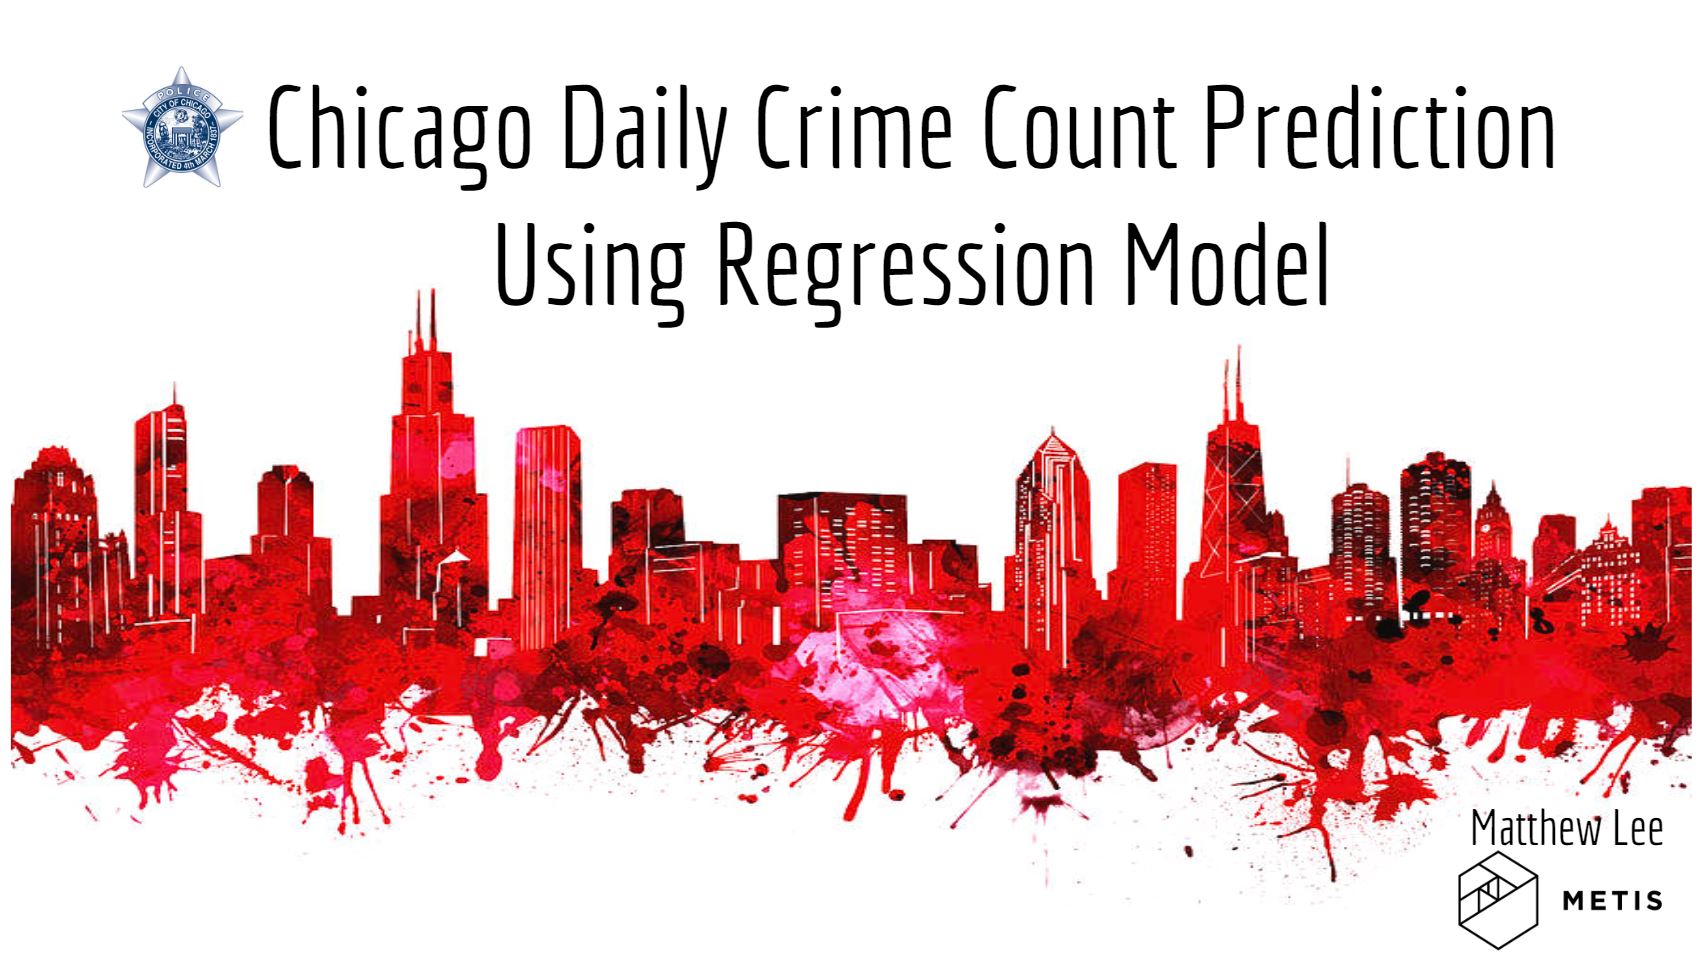 POLICE
CITY OF CHICAGO
INCORPORATED 4th MARCH 1837
Chicago Daily Crime Count Prediction
Using Regression Model
Matthew Lee
METIS